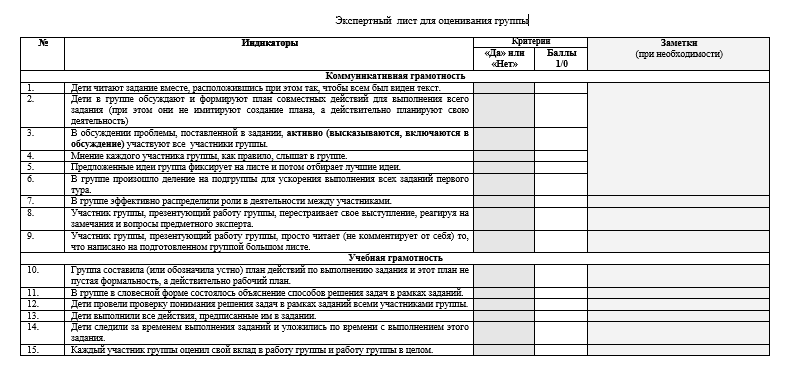 Экспертный лист для оценивания группы
№
Индикаторы
Критерии
Заметки
(при необходимости)
«Да» или
«Нет»
Баллы
1/0
Коммуникативная грамотность
1. Дети читают задание вместе, расположившись при этом так, чтобы всем был виден текст.
2. Дети в группе обсуждают и формируют план совместных действий для выполнения всего
задания (при этом они не имитируют создание плана, а действительно планируют свою
деятельность)
3. В обсуждении проблемы, поставленной в задании, активно (высказываются, включаются в
обсуждение) участвуют все участники группы.
4. Мнение каждого участника группы, как правило, слышат в группе.
5. Предложенные идеи группа фиксирует на листе и потом отбирает лучшие идеи.
6. В группе произошло деление на подгруппы для ускорения выполнения всех заданий первого
тура.
7. В группе эффективно распределили роли в деятельности между участниками.
8. Участник группы, презентующий работу группы, перестраивает свое выступление, реагируя на
замечания и вопросы предметного эксперта.
9. Участник группы, презентующий работу группы, просто читает (не комментирует от себя) то,
что написано на подготовленном группой большом листе.
Учебная грамотность
10. Группа составила (или обозначила устно) план действий по выполнению задания и этот план не
пустая формальность, а действительно рабочий план.
11. В группе в словесной форме состоялось объяснение способов решения задач в рамках заданий.
12. Дети провели проверку понимания решения задач в рамках заданий всеми участниками группы.
13. Дети выполнили все действия, предписанные им в задании.
14. Дети следили за временем выполнения заданий и уложились по времени с выполнением этого
задания.
15. Каждый участник группы оценил свой вклад в работу группы и работу группы в целом.